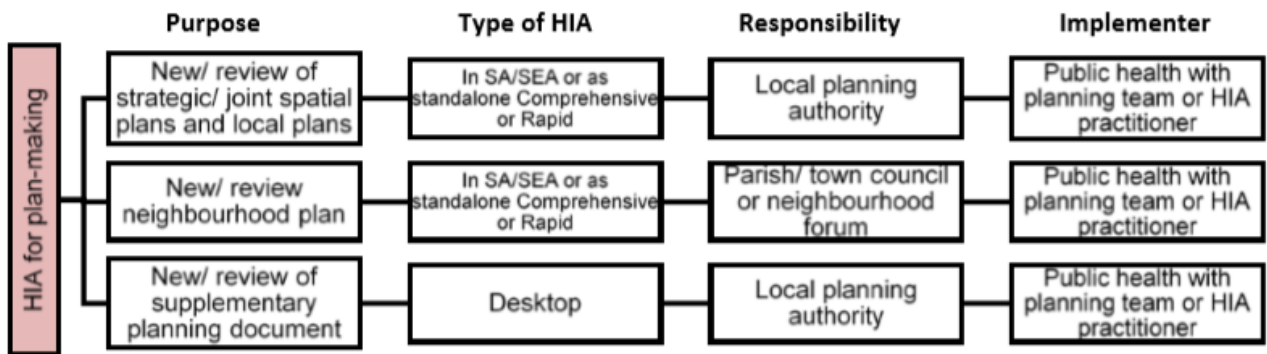 Purpose
Type of HIA
Responsibility
Implementer
HIA for plan-making
New/ review of
strategic/ joint spatial
plans and local plans
In SA/SEA or as
standalone Comprehensive
or Rapid
Local planning
authority
Public health with
planning team or HIA
practitioner
New/ review
neighbourhood plan
In SA/SEA or as
standalone Comprehensive
or Rapid
Parish/ town council
or neighbourhood
forum
Public health with
planning team or HIA
practitioner
New/ review of
supplementary
planning document
Desktop
Local planning
authority
Public health with
planning team or HIA
practitioner